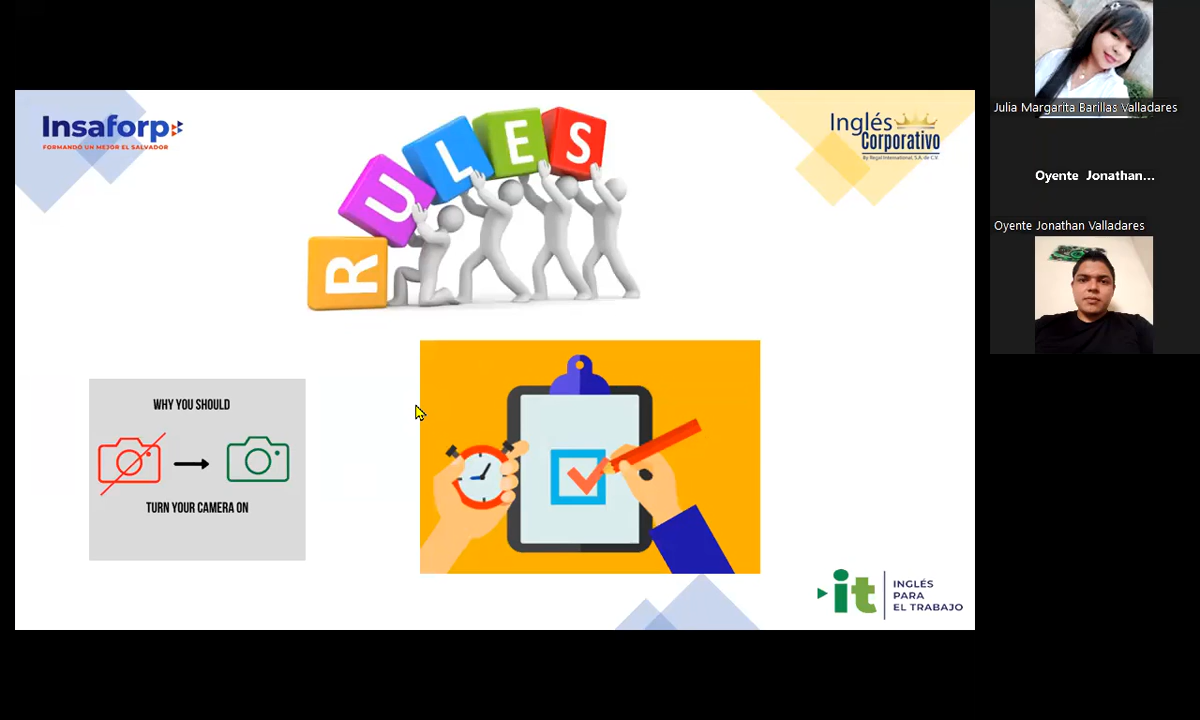 Insaforp
FORMANDO UN MEJOR EL SALVADOR
RULES
Inglés
Corporativo
By Regal International, S.A. de C.V.
WHY YOU SHOULD
TURN YOUR CAMERA ON
it
INGLÉS
PARA
EL TRABAJO
Julia Margarita Barillas Valladares
Oyente Jonathan...
Oyente Jonathan Valladares